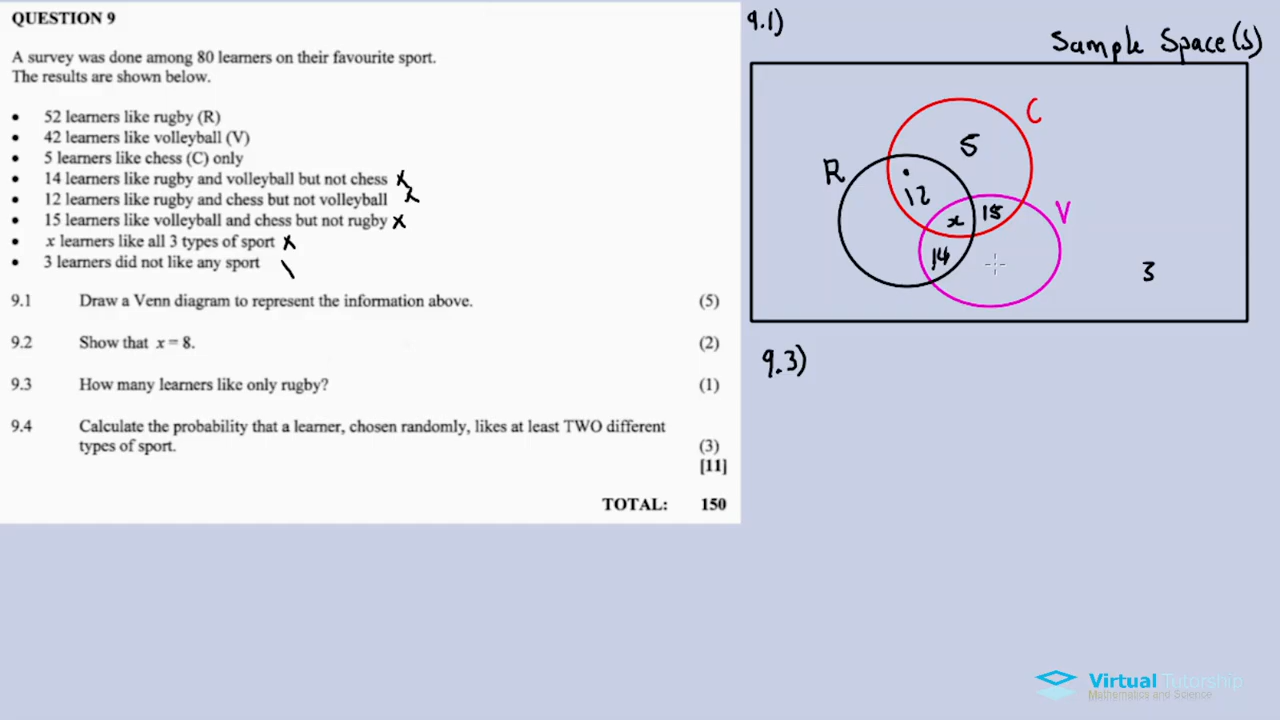 QUESTION 9
A survey was done among 80 learners on their favourite sport.
The results are shown below.
• 52 learners like rugby (R)
• 42 learners like volleyball (V)
• 5 learners like chess (C) only
• 14 learners like rugby and volleyball but not chess x
• 12 learners like rugby and chess but not volleyball x
• 15 learners like volleyball and chess but not rugby x
• x learners like all 3 types of sport x
• 3 learners did not like any sport \
9.1 Draw a Venn diagram to represent the information above. (5)
9.2 Show that x = 8. (2)
9.3 How many learners like only rugby? (1)
9.4 Calculate the probability that a learner, chosen randomly, likes at least TWO different
types of sport. (3)
[11]
TOTAL: 150
9.1)
Sample Space(S)
C
5
R
12
x 15
V
14
3
9.3)
Virtual Tutorship
Mathematics and Science